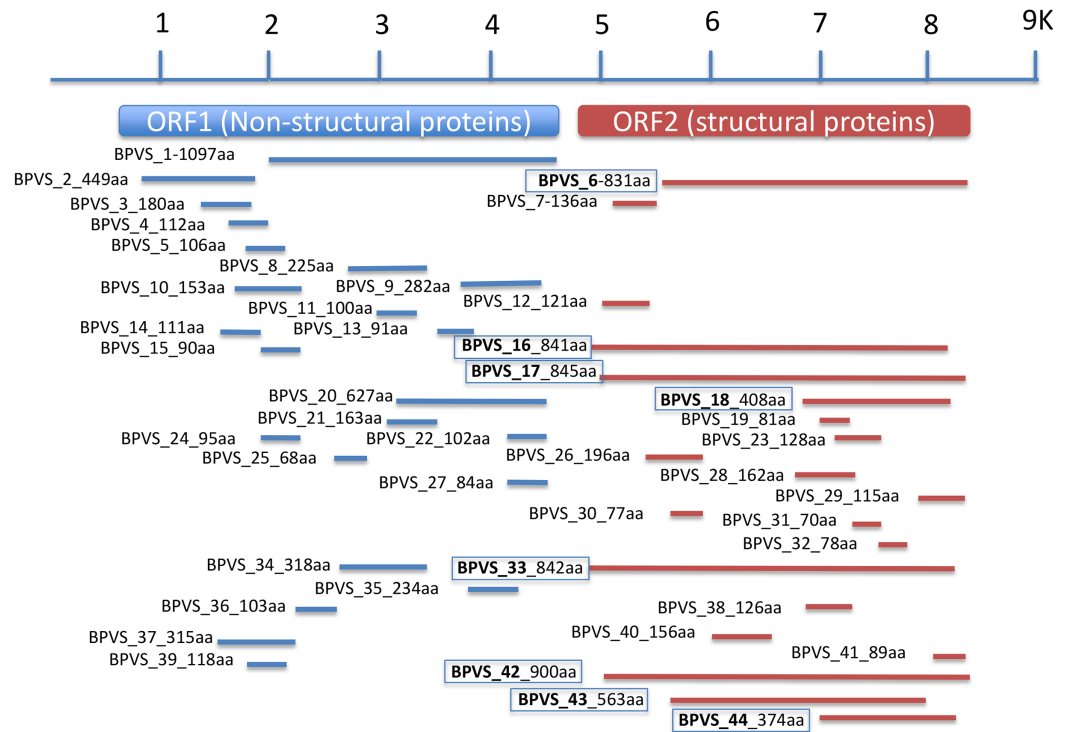 1 2 3 4 5 6 7 8 9K
ORF1 (Non-structural proteins) ORF2 (structural proteins)
BPVS_1-1097aa
BPVS_2_449aa BPVS_6-831aa
BPVS_3_180aa BPVS_7-136aa
BPVS_4_112aa
BPVS_5_106aa
BPVS_8_225aa
BPVS_10_153aa BPVS_9_282aa
BPVS_11_100aa BPVS_12_121aa
BPVS_14_111aa BPVS_13_91aa
BPVS_15_90aa BPVS_16_841aa
BPVS_17_845aa
BPVS_20_627aa BPVS_18_408aa
BPVS_21_163aa BPVS_19_81aa
BPVS_24_95aa BPVS_22_102aa BPVS_23_128aa
BPVS_25_68aa BPVS_26_196aa
BPVS_27_84aa BPVS_28_162aa
BPVS_29_115aa
BPVS_30_77aa BPVS_31_70aa
BPVS_32_78aa
BPVS_34_318aa BPVS_33_842aa
BPVS_35_234aa
BPVS_36_103aa BPVS_38_126aa
BPVS_37_315aa BPVS_40_156aa
BPVS_39_118aa BPVS_41_89aa
BPVS_42_900aa
BPVS_43_563aa
BPVS_44_374aa